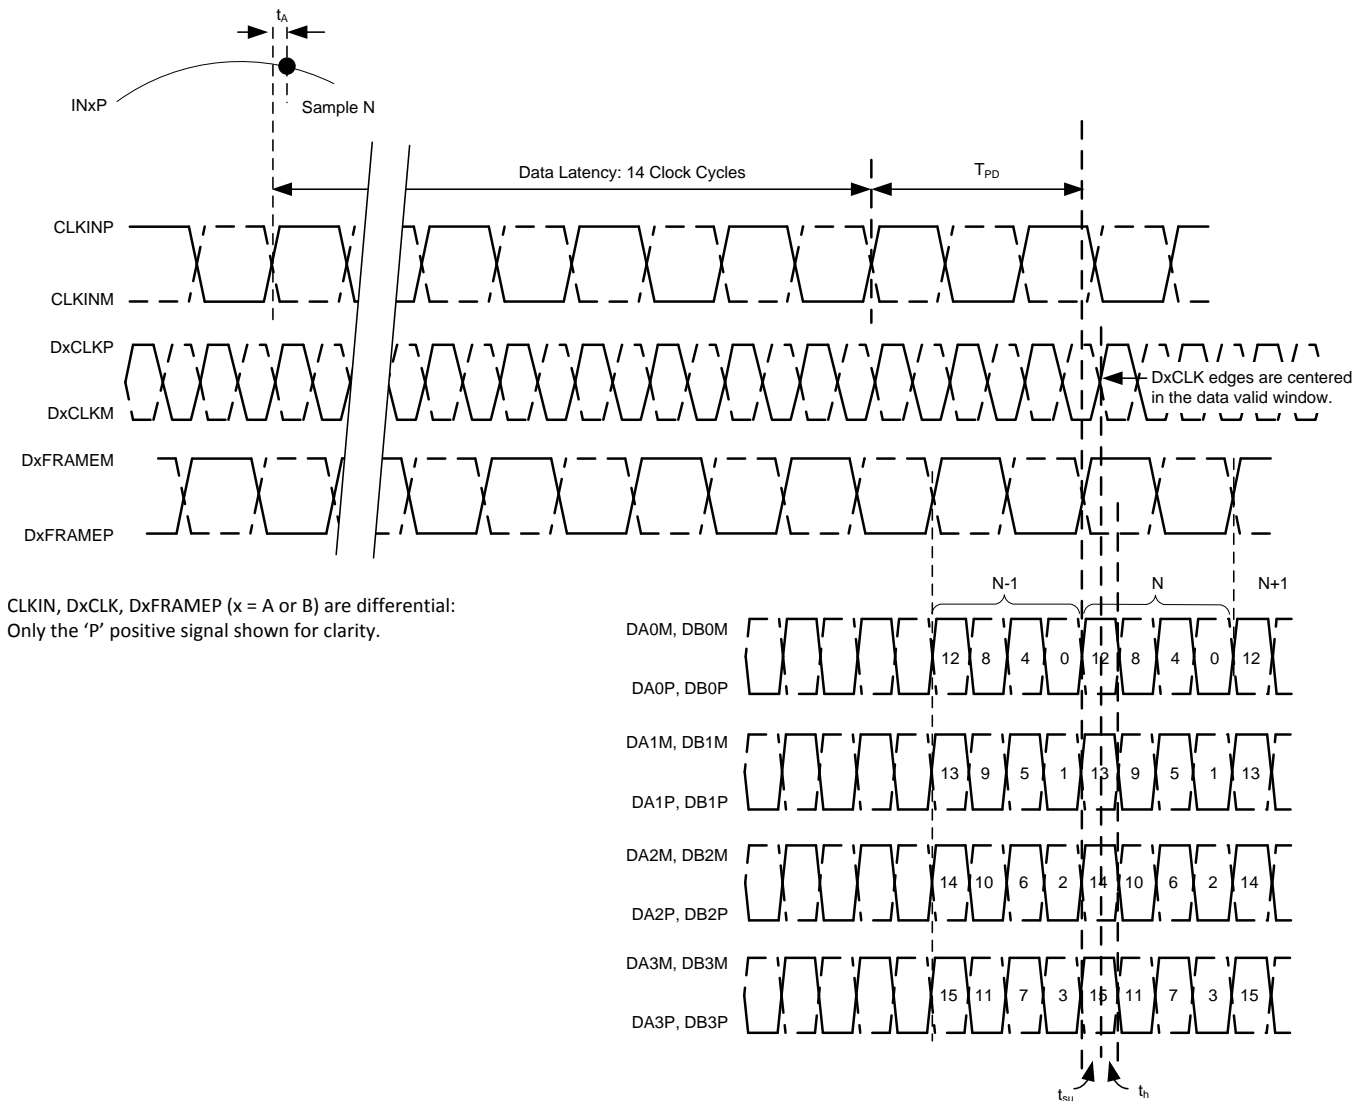 tA
INxP
Sample N
Data Latency: 14 Clock Cycles
TPD
CLKINP
CLKINM
DxCLKP
DxCLKM
DxCLK edges are centered
in the data valid window.
DxFRAMEM
DxFRAMEP
CLKIN, DxCLK, DxFRAMEP (x = A or B) are differential:
Only the ‘P’ positive signal shown for clarity.
N-1 N N+1
DA0M, DB0M
12 8 4 0 12 8 4 0 12
DA0P, DB0P
DA1M, DB1M
13 9 5 1 13 9 5 1 13
DA1P, DB1P
DA2M, DB2M
14 10 6 2 14 10 6 2 14
DA2P, DB2P
DA3M, DB3M
15 11 7 3 15 11 7 3 15
DA3P, DB3P
tsu th